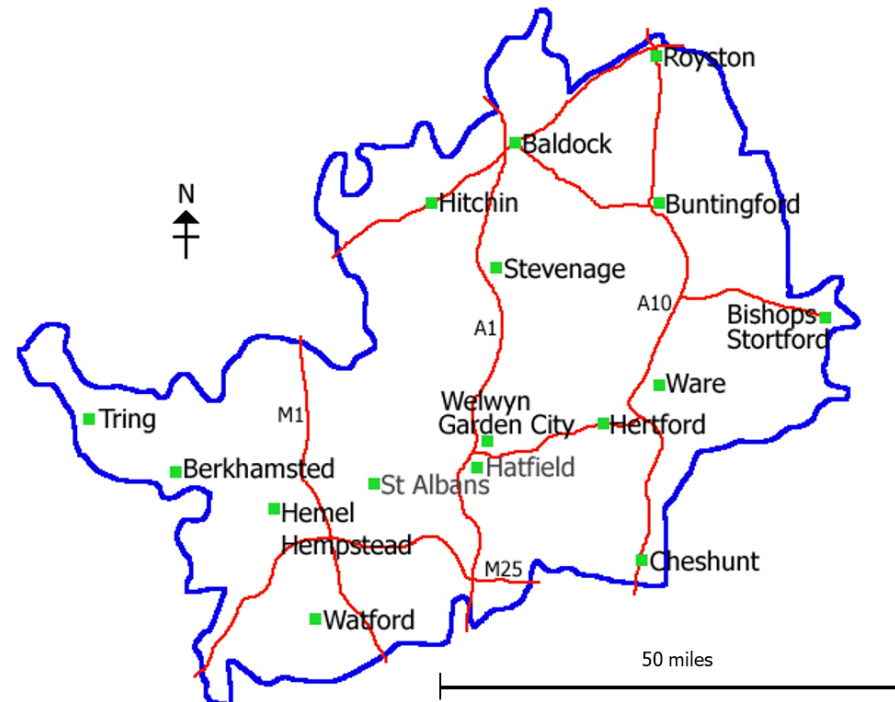 Royston
Baldock
N
Hitchin
Buntingford
Stevenage
A10
Bishops
Stortford
A1
Ware
Welwyn
Garden City
Tring
M1
Hertford
Berkhamsted
Hatfield
St Albans
Hemel
Hempstead
Cheshunt
M25
Watford
50 miles